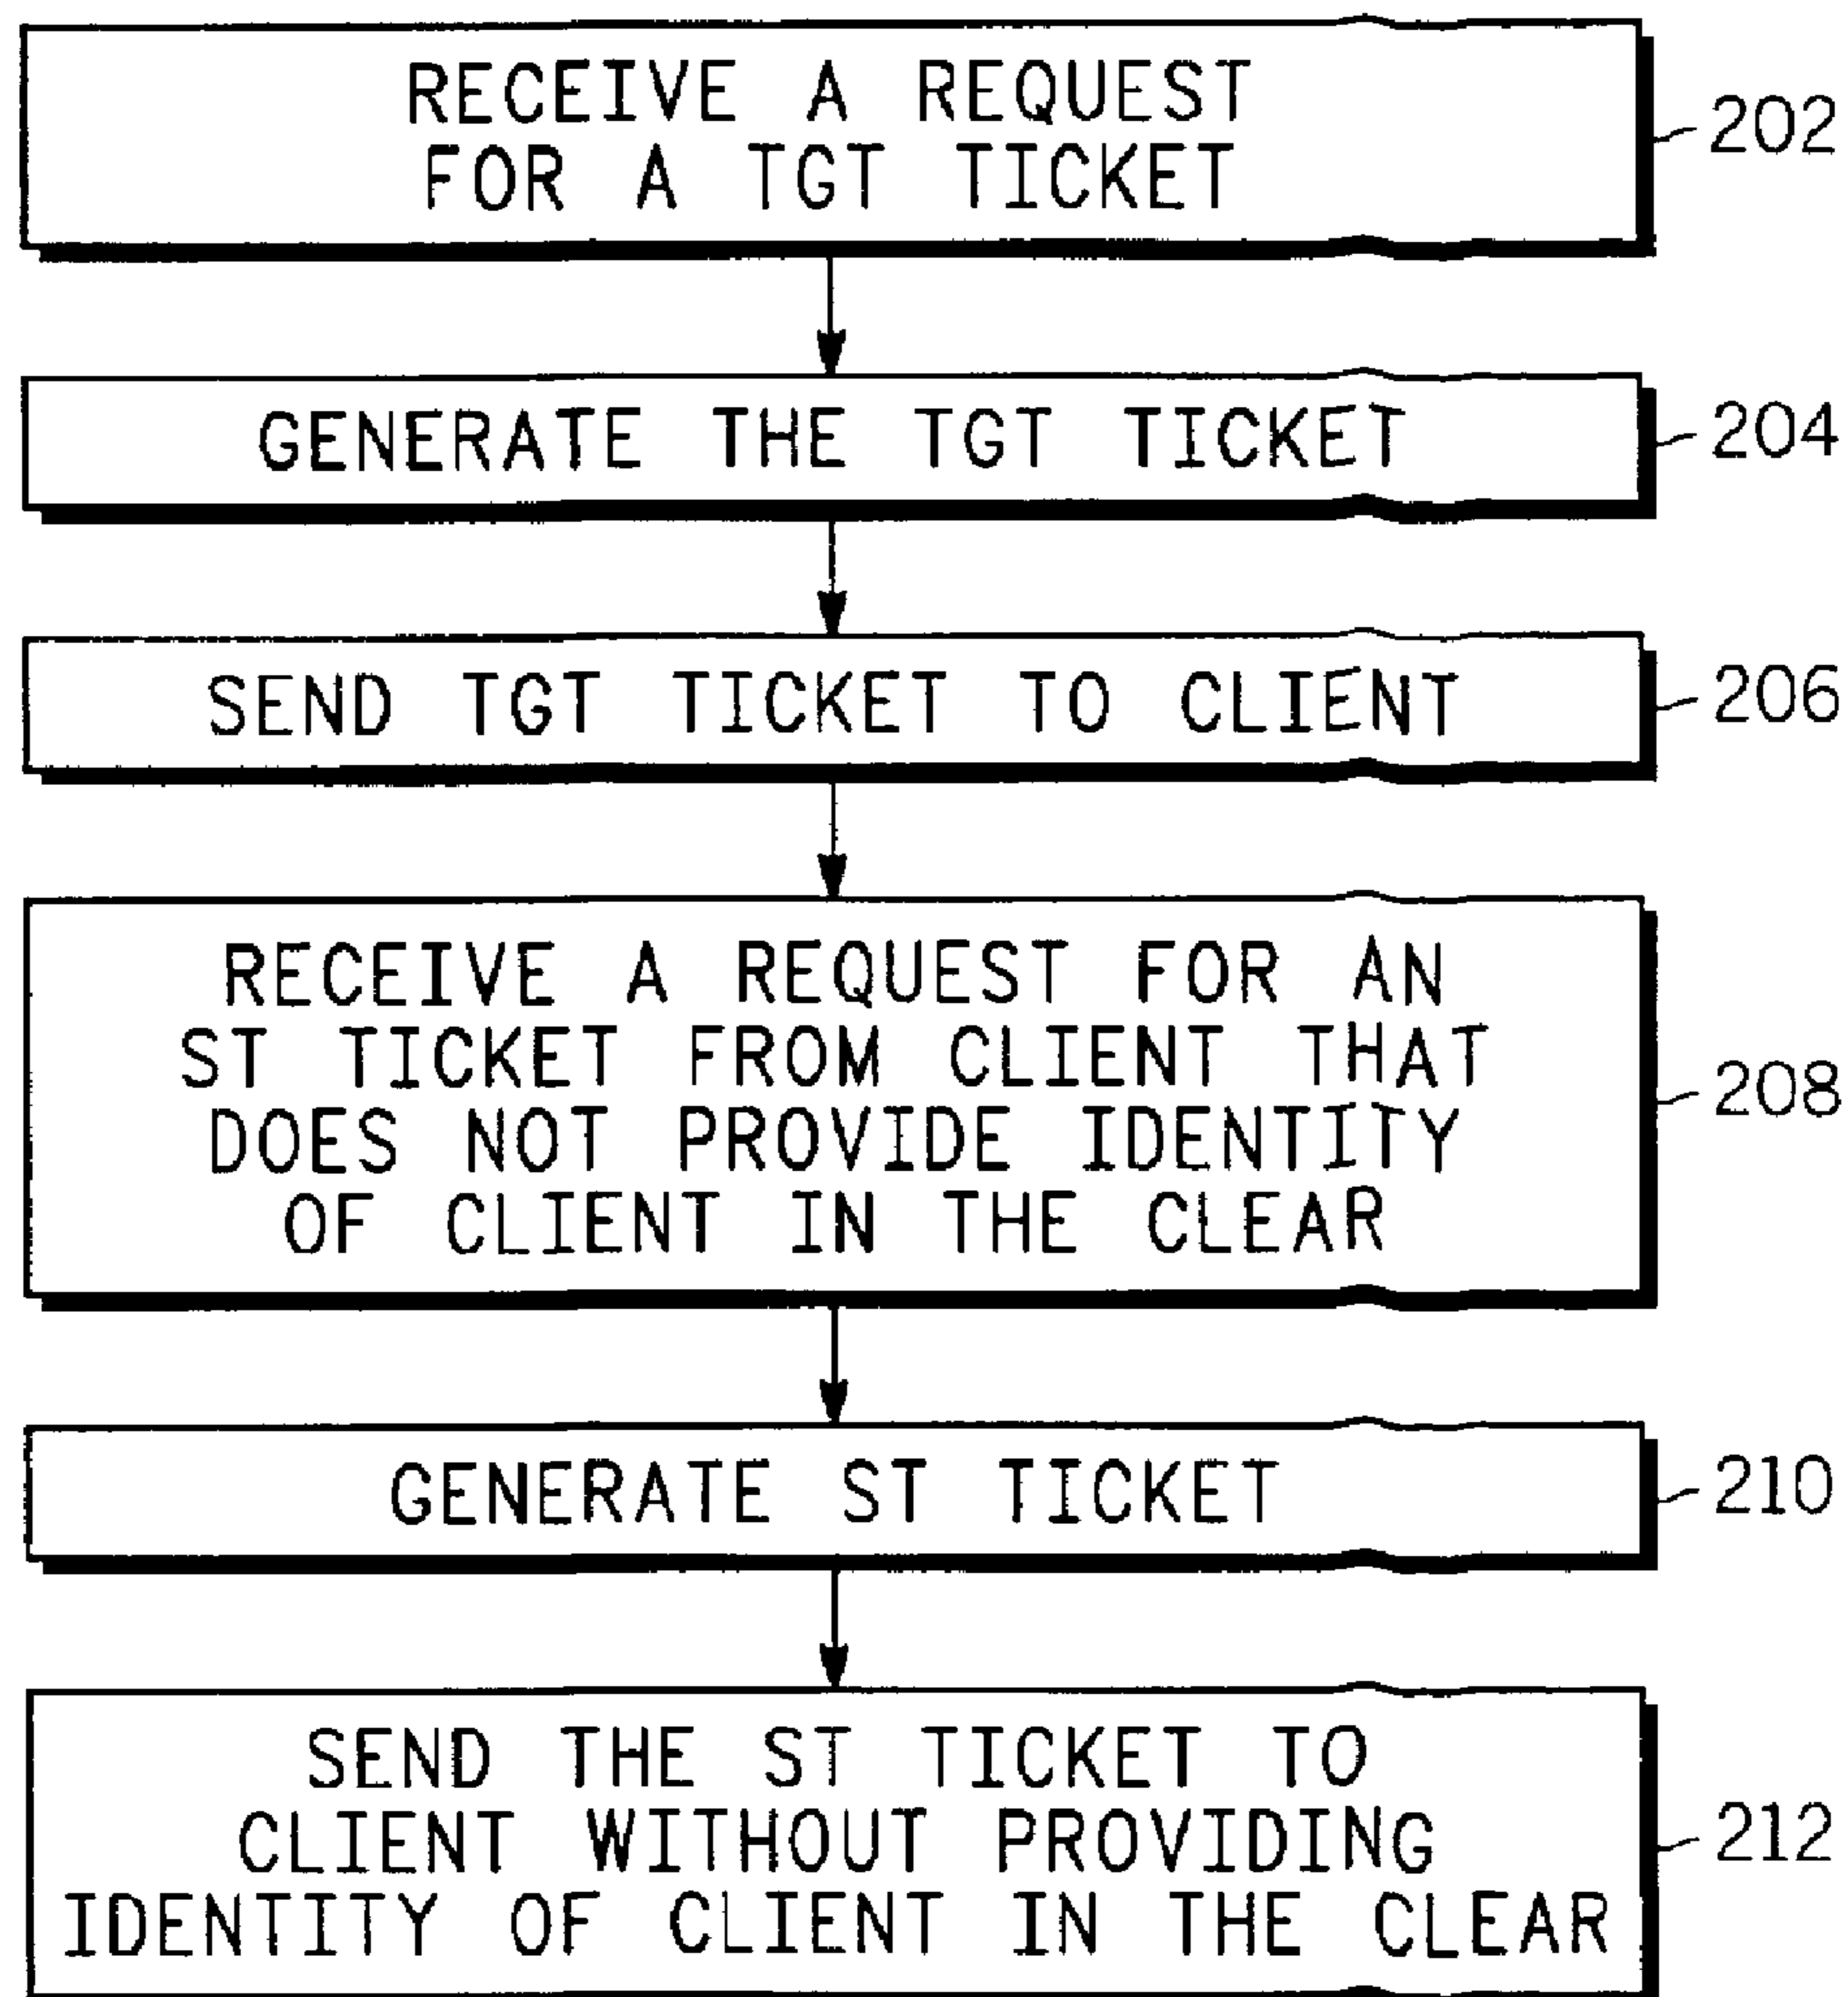 RECEIVE A REQUEST
FOR A TGT TICKET
202
GENERATE THE TGT TICKET
204
SEND TGT TICKET TO CLIENT
206
RECEIVE A REQUEST FOR AN
ST TICKET FROM CLIENT THAT
DOES NOT PROVIDE IDENTITY
OF CLIENT IN THE CLEAR
208
GENERATE ST TICKET
210
SEND THE ST TICKET TO
CLIENT WITHOUT PROVIDING
IDENTITY OF CLIENT IN THE CLEAR
212